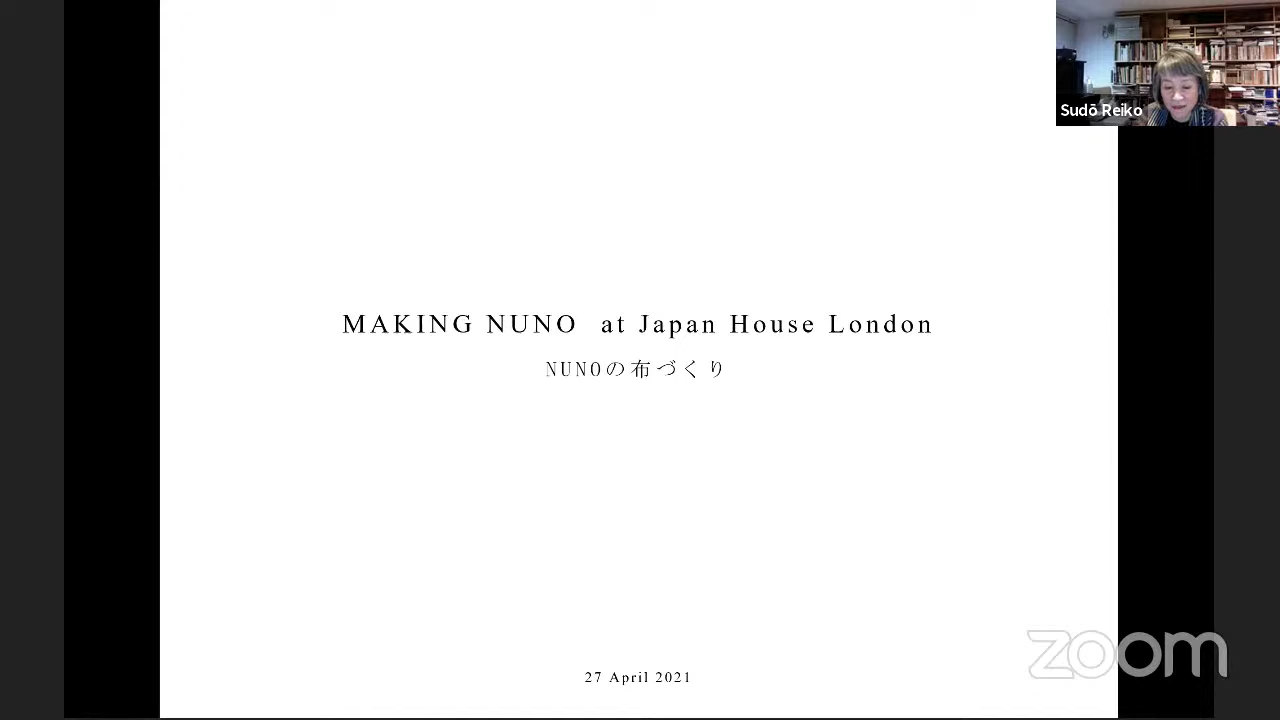 Sudō Reiko
MAKING NUNO at Japan House London
NUNOの布づくり
27 April 2021
zoom